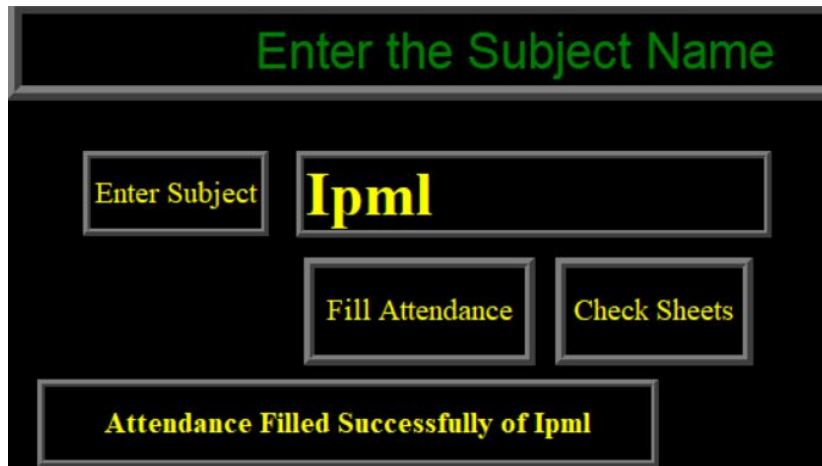 Enter the Subject Name
Enter Subject
Ipml
Fill Attendance
Check Sheets
Attendance Filled Successfully of Ipml